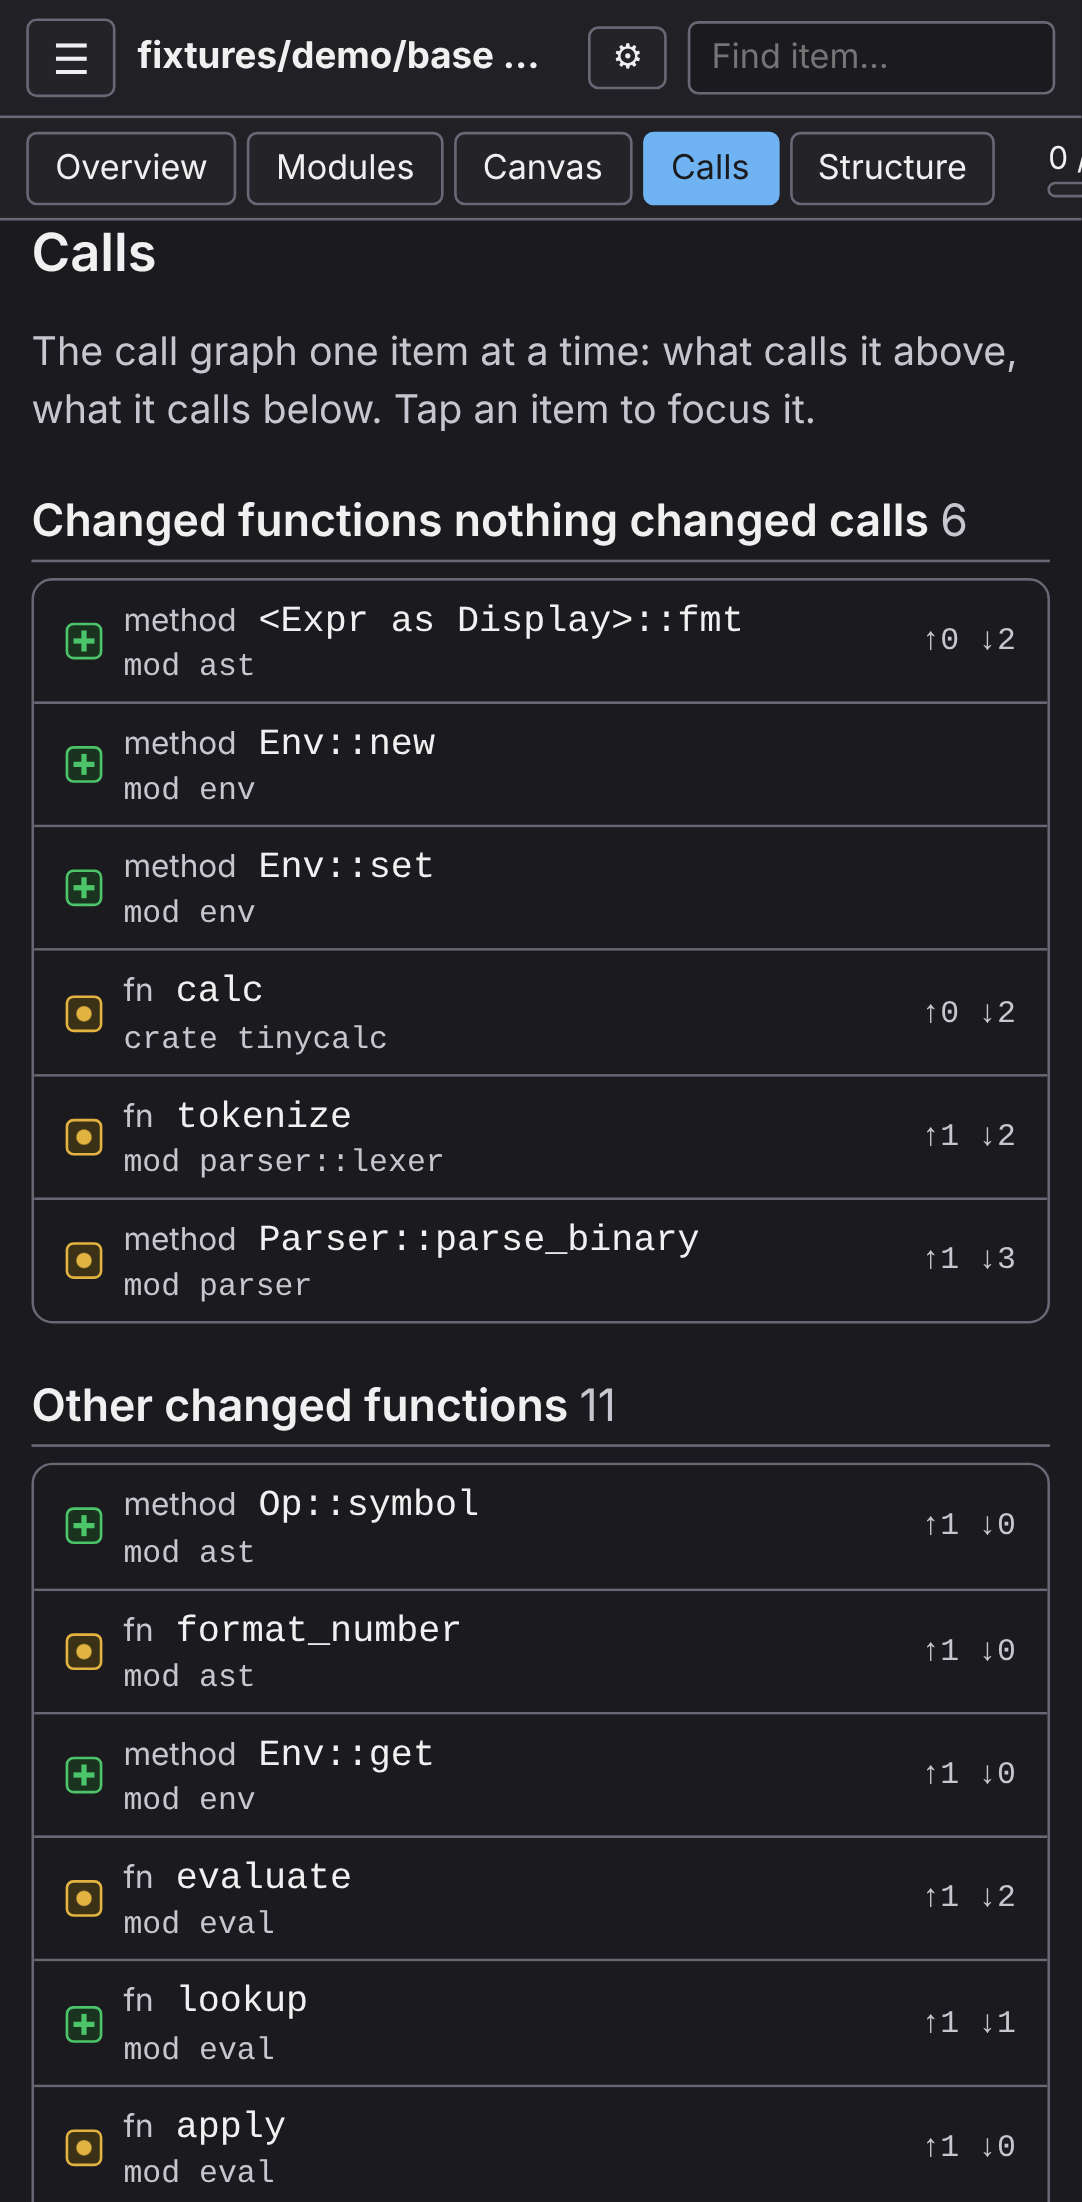 ☰ fixtures/demo/base ... ⚙ Find item...
Overview Modules Canvas Calls Structure 0 /
Calls
The call graph one item at a time: what calls it above,
what it calls below. Tap an item to focus it.
Changed functions nothing changed calls 6
method <Expr as Display>::fmt
mod ast
↑0 ↓2
method Env::new
mod env
method Env::set
mod env
fn calc
crate tinycalc
↑0 ↓2
fn tokenize
mod parser::lexer
↑1 ↓2
method Parser::parse_binary
mod parser
↑1 ↓3
Other changed functions 11
method Op::symbol
mod ast
↑1 ↓0
fn format_number
mod ast
↑1 ↓0
method Env::get
mod env
↑1 ↓0
fn evaluate
mod eval
↑1 ↓2
fn lookup
mod eval
↑1 ↓1
fn apply
mod eval
↑1 ↓0